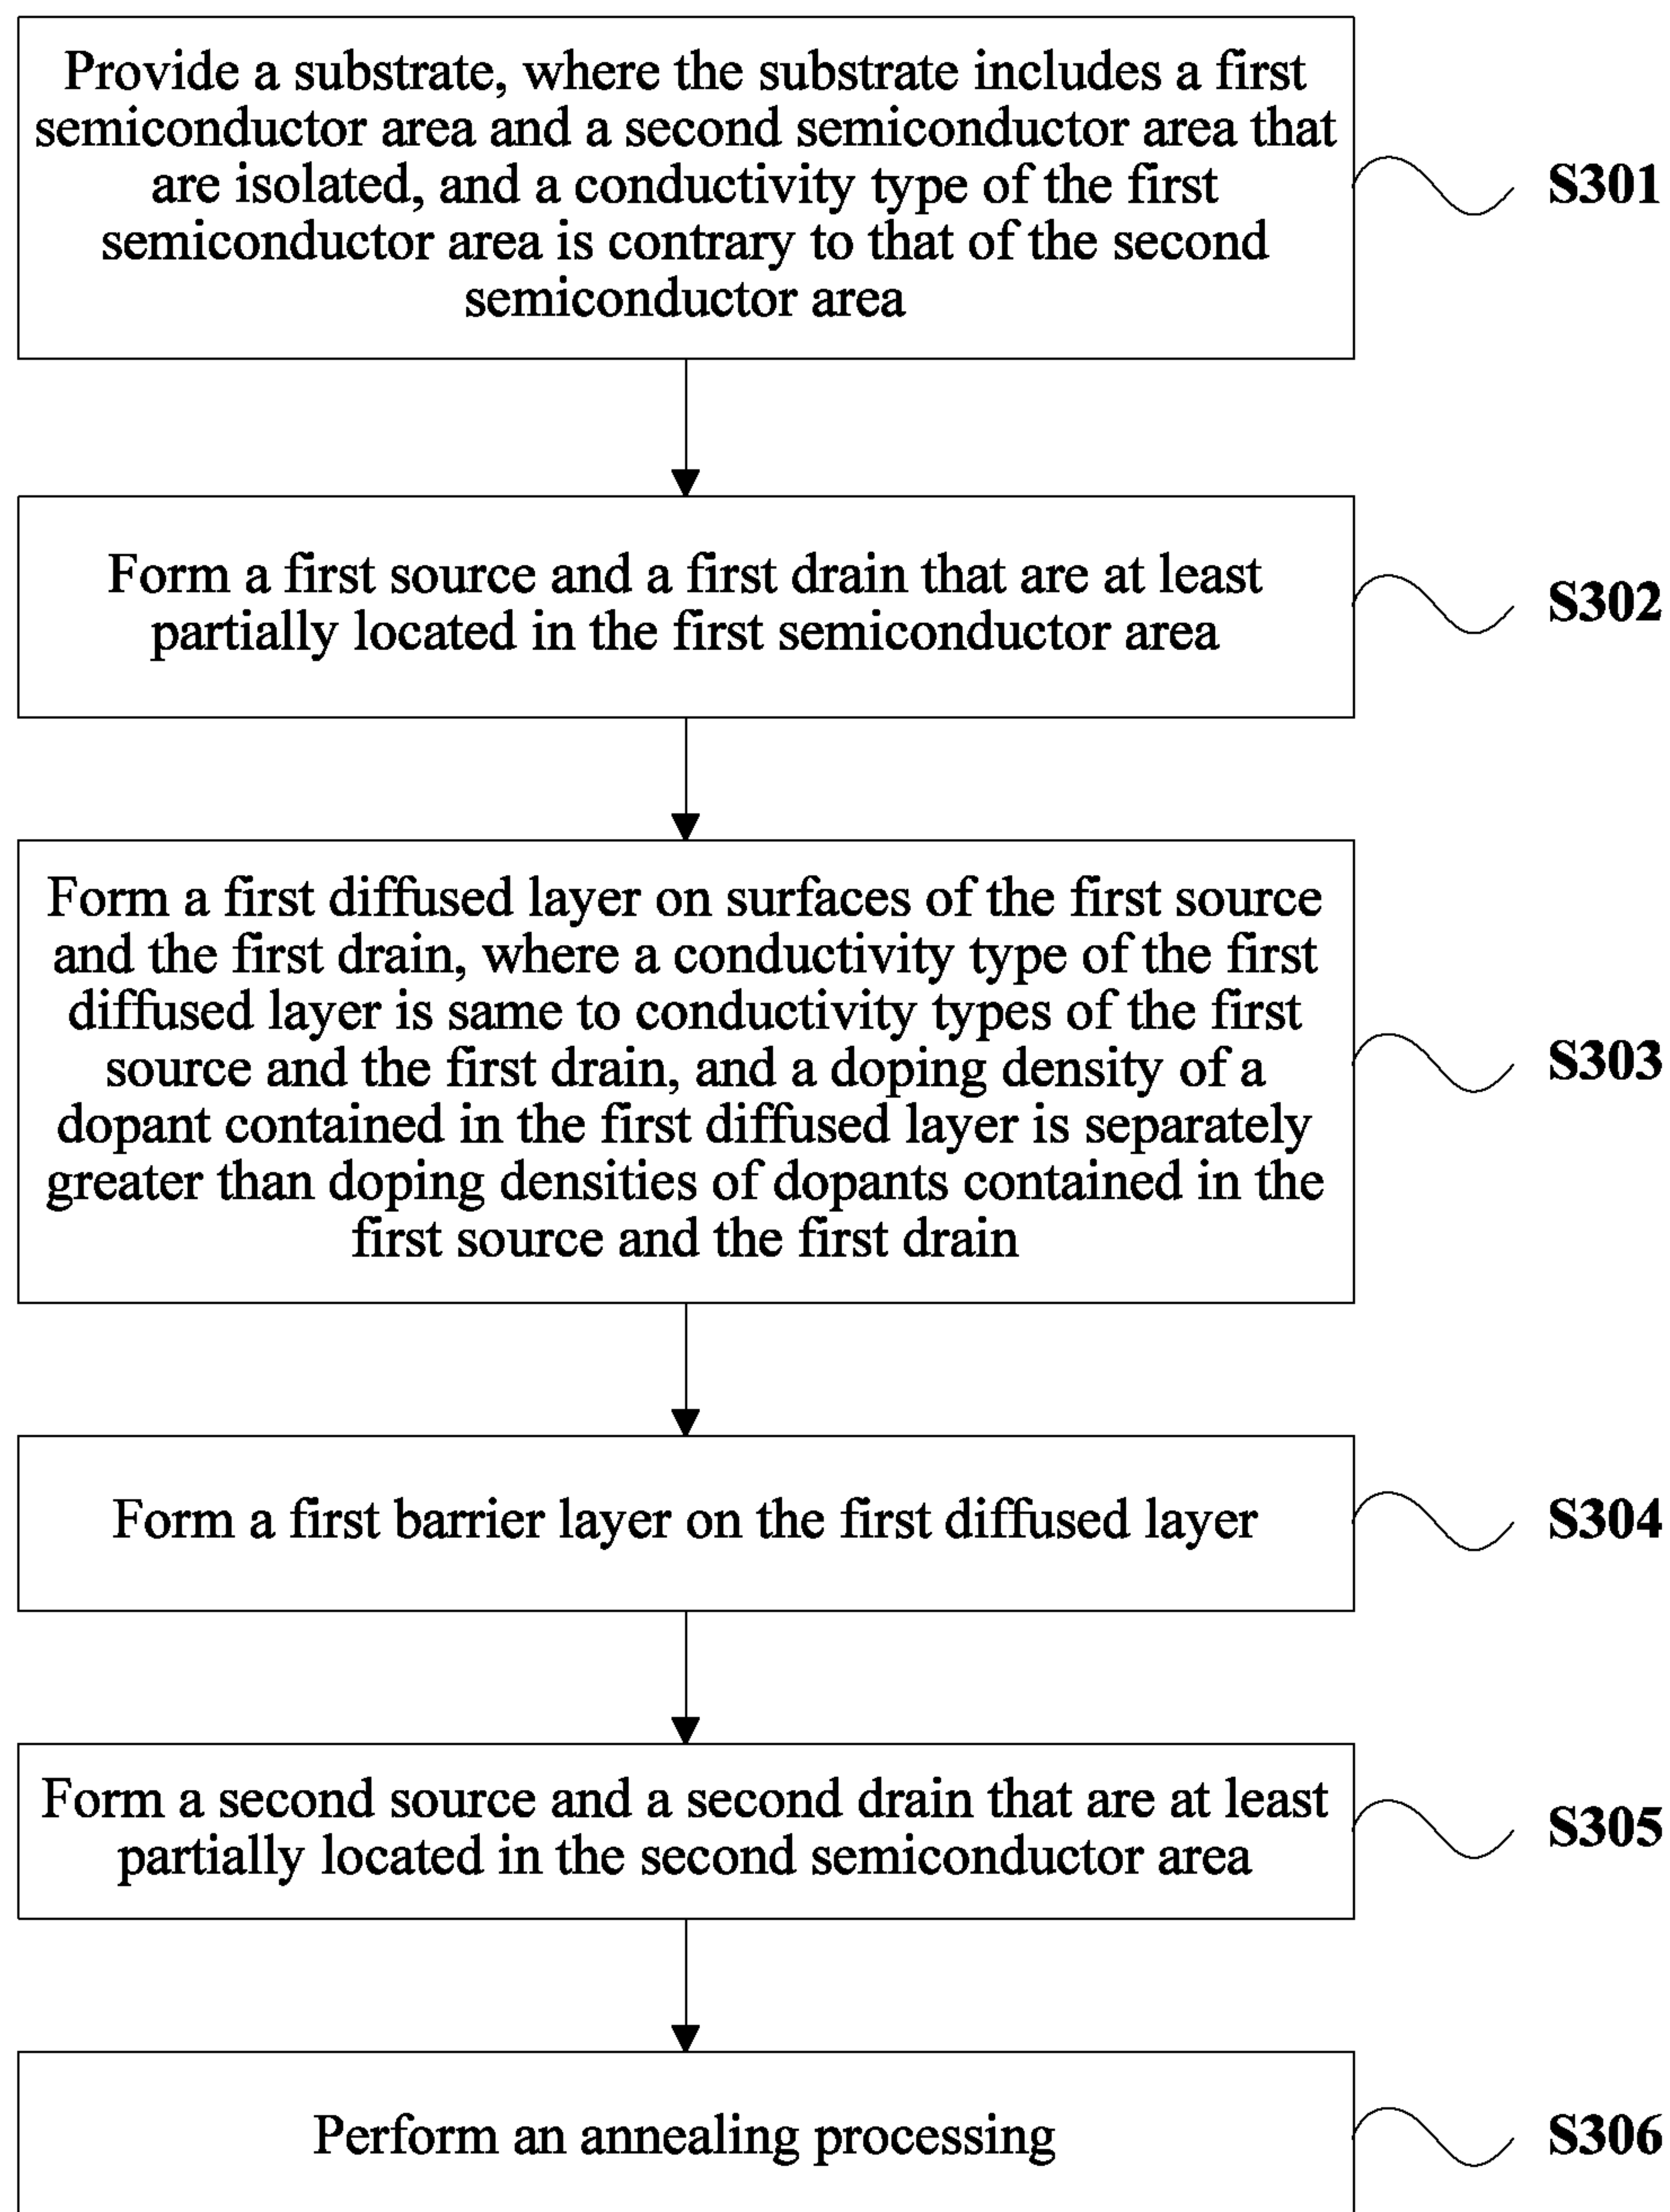 Provide a substrate, where the substrate includes a first
semiconductor area and a second semiconductor area that
are isolated, and a conductivity type of the first
semiconductor area is contrary to that of the second
semiconductor area
S301
Form a first source and a first drain that are at least
partially located in the first semiconductor area
S302
Form a first diffused layer on surfaces of the first source
and the first drain, where a conductivity type of the first
diffused layer is same to conductivity types of the first
source and the first drain, and a doping density of a
dopant contained in the first diffused layer is separately
greater than doping densities of dopants contained in the
first source and the first drain
S303
Form a first barrier layer on the first diffused layer
S304
Form a second source and a second drain that are at least
partially located in the second semiconductor area
S305
Perform an annealing processing
S306